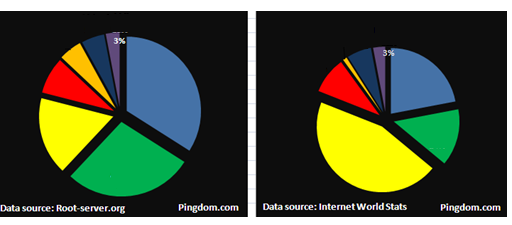 3%
Data source: Root-server.org Pingdom.com
3%
Data source: Internet World Stats Pingdom.com